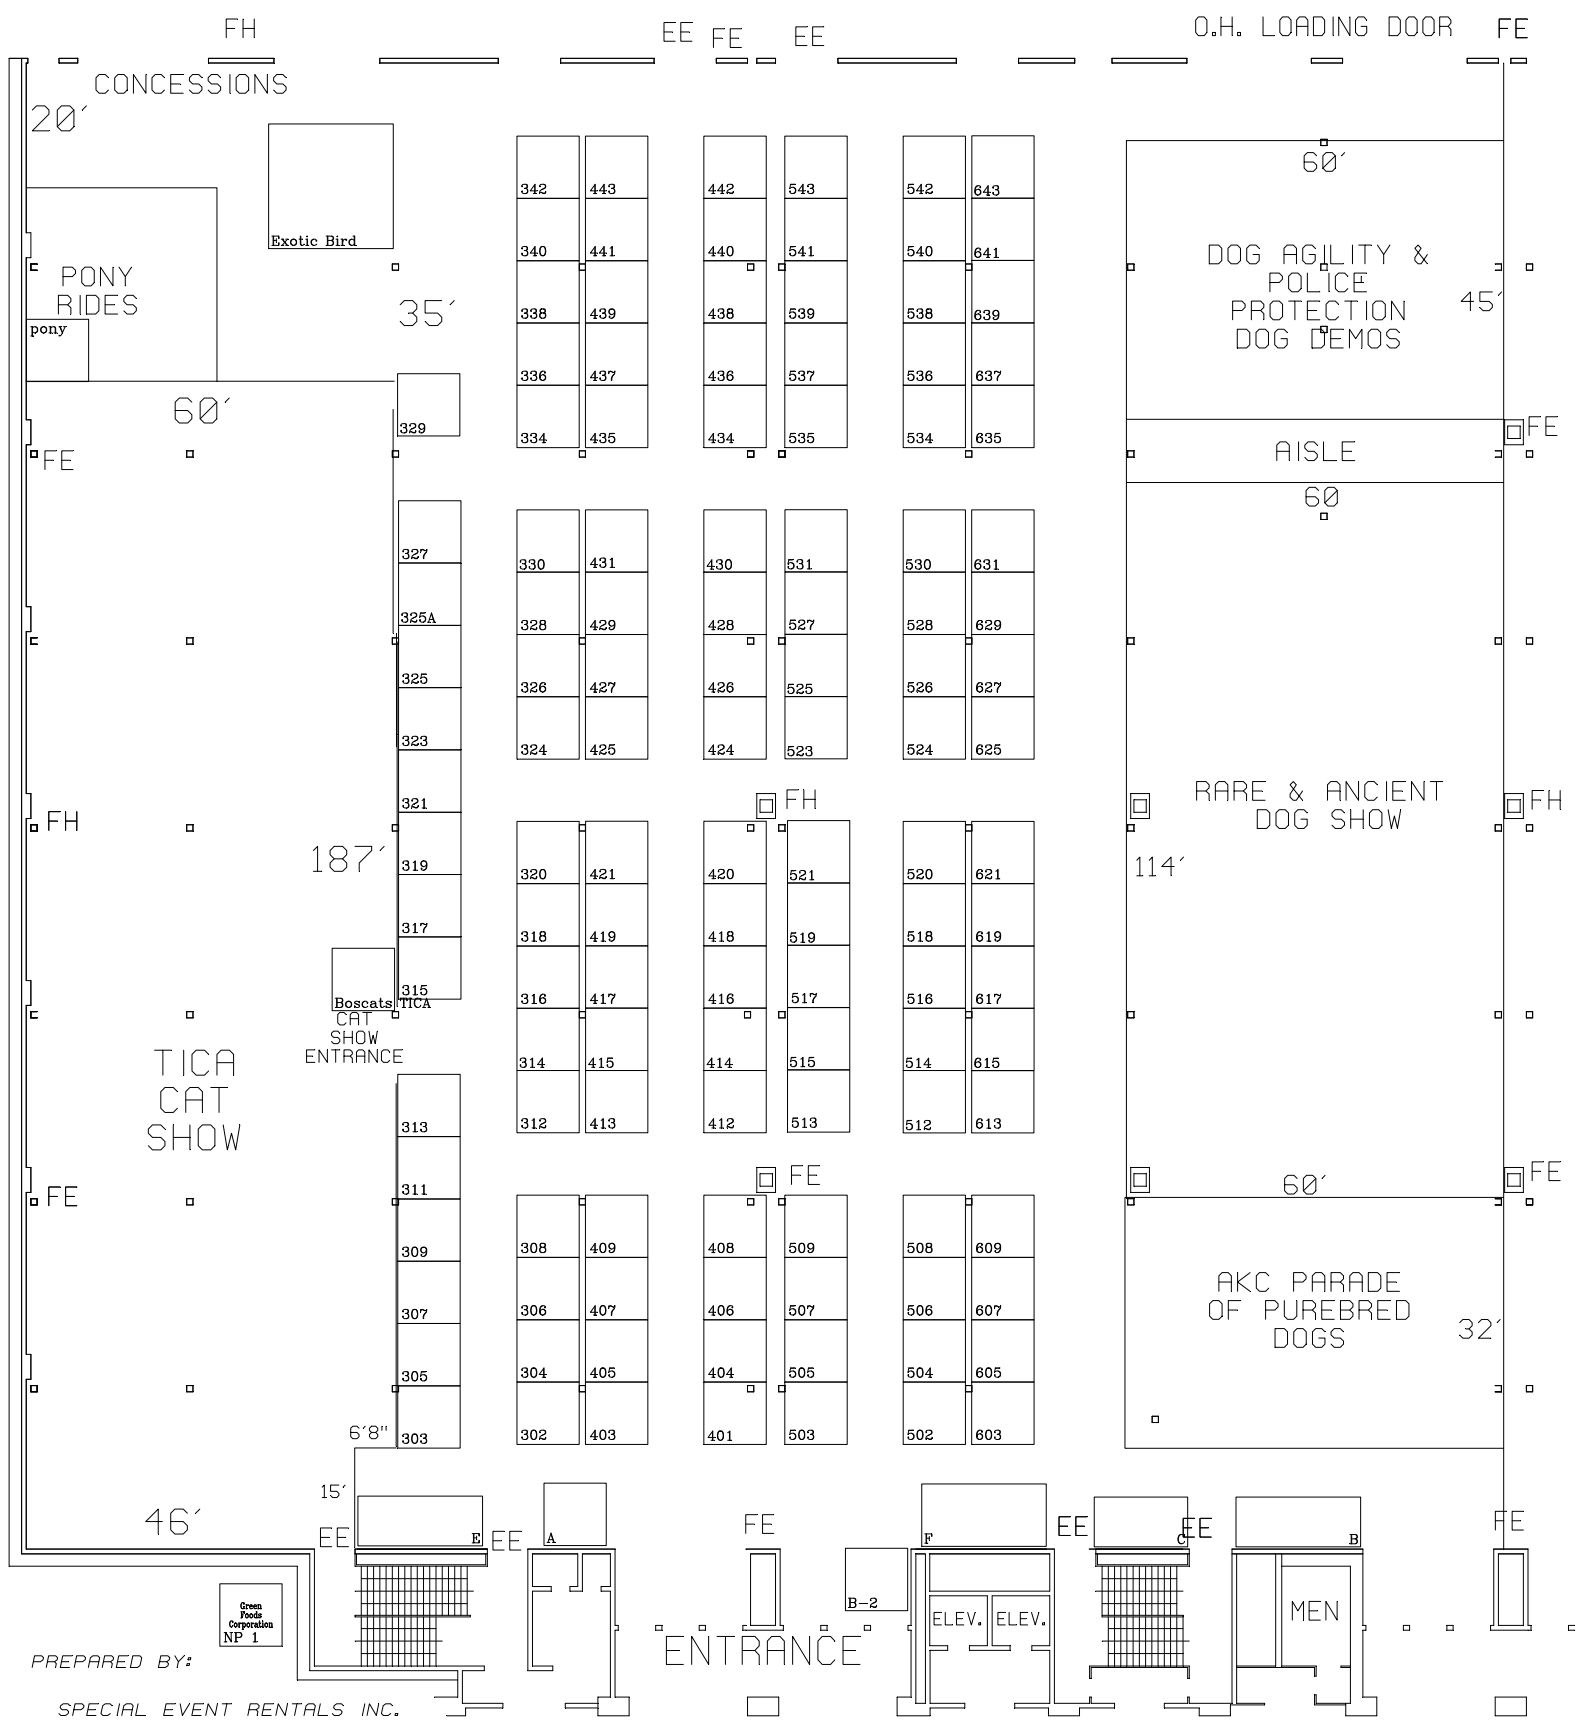 FH
EE
FE
EE
O.H. LOADING DOOR
FE
CONCESSIONS
20'
Exotic Bird
PONY
RIDES
pony
35'
60'
329
FE
342 443 442 543 542 643
340 441 440 541 540 641
338 439 438 539 538 639
336 437 436 537 536 637
334 435 434 535 534 635
60'
DOG AGILITY &
POLICE
PROTECTION
DOG DEMOS
45'
FE
AISLE
60
327
325A
325
323
321
319
317
315
330 431 430 531 530 631
328 429 428 527 528 629
326 427 426 525 526 627
324 425 424 523 524 625
FH
FH
RARE & ANCIENT
DOG SHOW
FH
114'
187'
320 421 420 521 520 621
318 419 418 519 518 619
316 417 416 517 516 617
314 415 414 515 514 615
312 413 412 513 512 613
Boscats TICA
CAT
SHOW
ENTRANCE
TICA
CAT
SHOW
FE
313
311
309
307
305
303
FE
FE
60'
308 409 408 509 508 609
306 407 406 507 506 607
304 405 404 505 504 605
302 403 401 503 502 603
AKC PARADE
OF PUREBRED
DOGS
32'
6'8"
15'
46'
EE
E
EE
A
FE
F
EE
C
EE
B
FE
B-2
Green
Foods
Corporation
NP 1
ELEV.
ELEV.
MEN
ENTRANCE
PREPARED BY:
SPECIAL EVENT RENTALS INC.